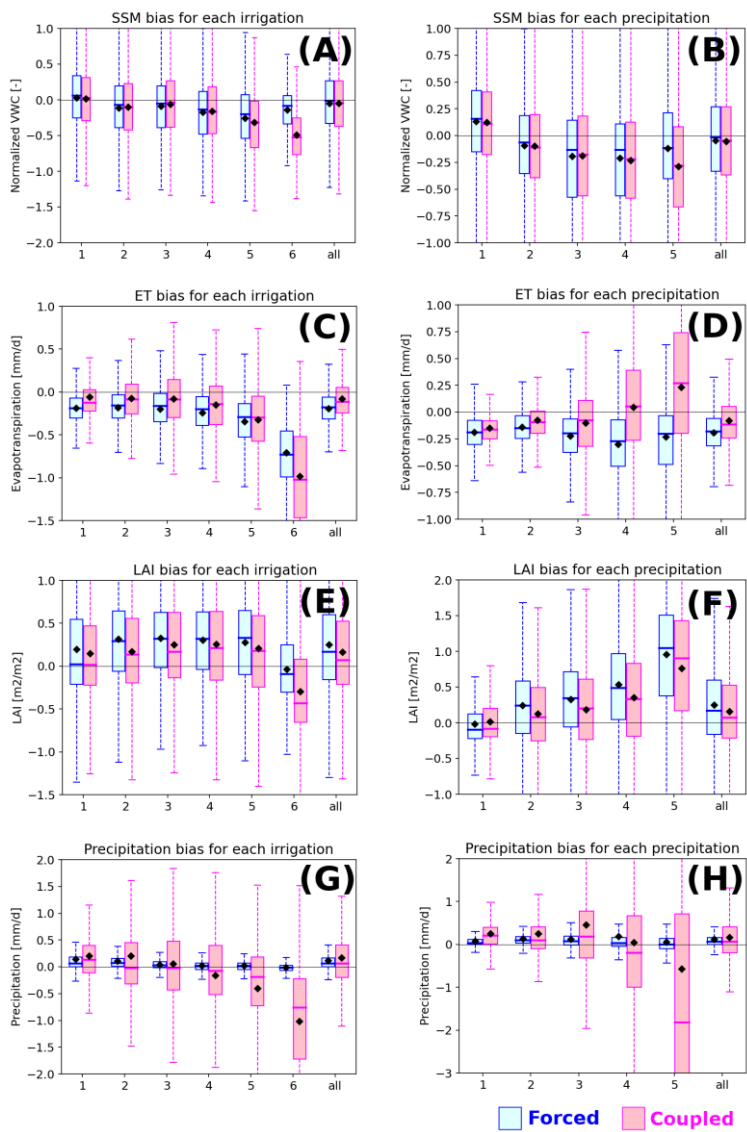 SSM bias for each irrigation
(A)
Normalized VWC [-]
1.0
0.5
0.0
−0.5
−1.0
−1.5
−2.0
1 2 3 4 5 6 all
SSM bias for each precipitation
(B)
Normalized VWC [-]
1.00
0.75
0.50
0.25
0.00
−0.25
−0.50
−0.75
−1.00
1 2 3 4 5 all
ET bias for each irrigation
(C)
Evapotranspiration [mm/d]
1.0
0.5
0.0
−0.5
−1.0
−1.5
1 2 3 4 5 6 all
ET bias for each precipitation
(D)
Evapotranspiration [mm/d]
1.00
0.75
0.50
0.25
0.00
−0.25
−0.50
−0.75
−1.00
1 2 3 4 5 all
LAI bias for each irrigation
(E)
LAI [m2/m2]
1.0
0.5
0.0
−0.5
−1.0
−1.5
1 2 3 4 5 6 all
LAI bias for each precipitation
(F)
LAI [m2/m2]
2.0
1.5
1.0
0.5
0.0
−0.5
−1.0
1 2 3 4 5 all
Precipitation bias for each irrigation
(G)
Precipitation [mm/d]
2.0
1.5
1.0
0.5
0.0
−0.5
−1.0
−1.5
−2.0
1 2 3 4 5 6 all
Precipitation bias for each precipitation
(H)
Precipitation [mm/d]
2
1
0
−1
−2
−3
1 2 3 4 5 all
Forced Coupled